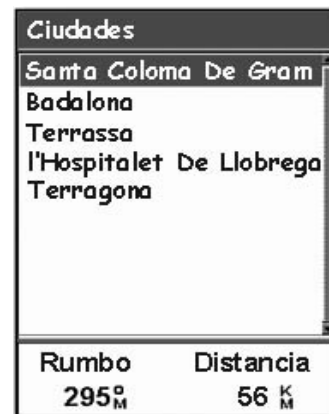 Ciudades
Santa Coloma De Gram
Badalona
Terrassa
l'Hospitalet De Llobrega
Terragona
Rumbo Distancia
295°M 56 KM